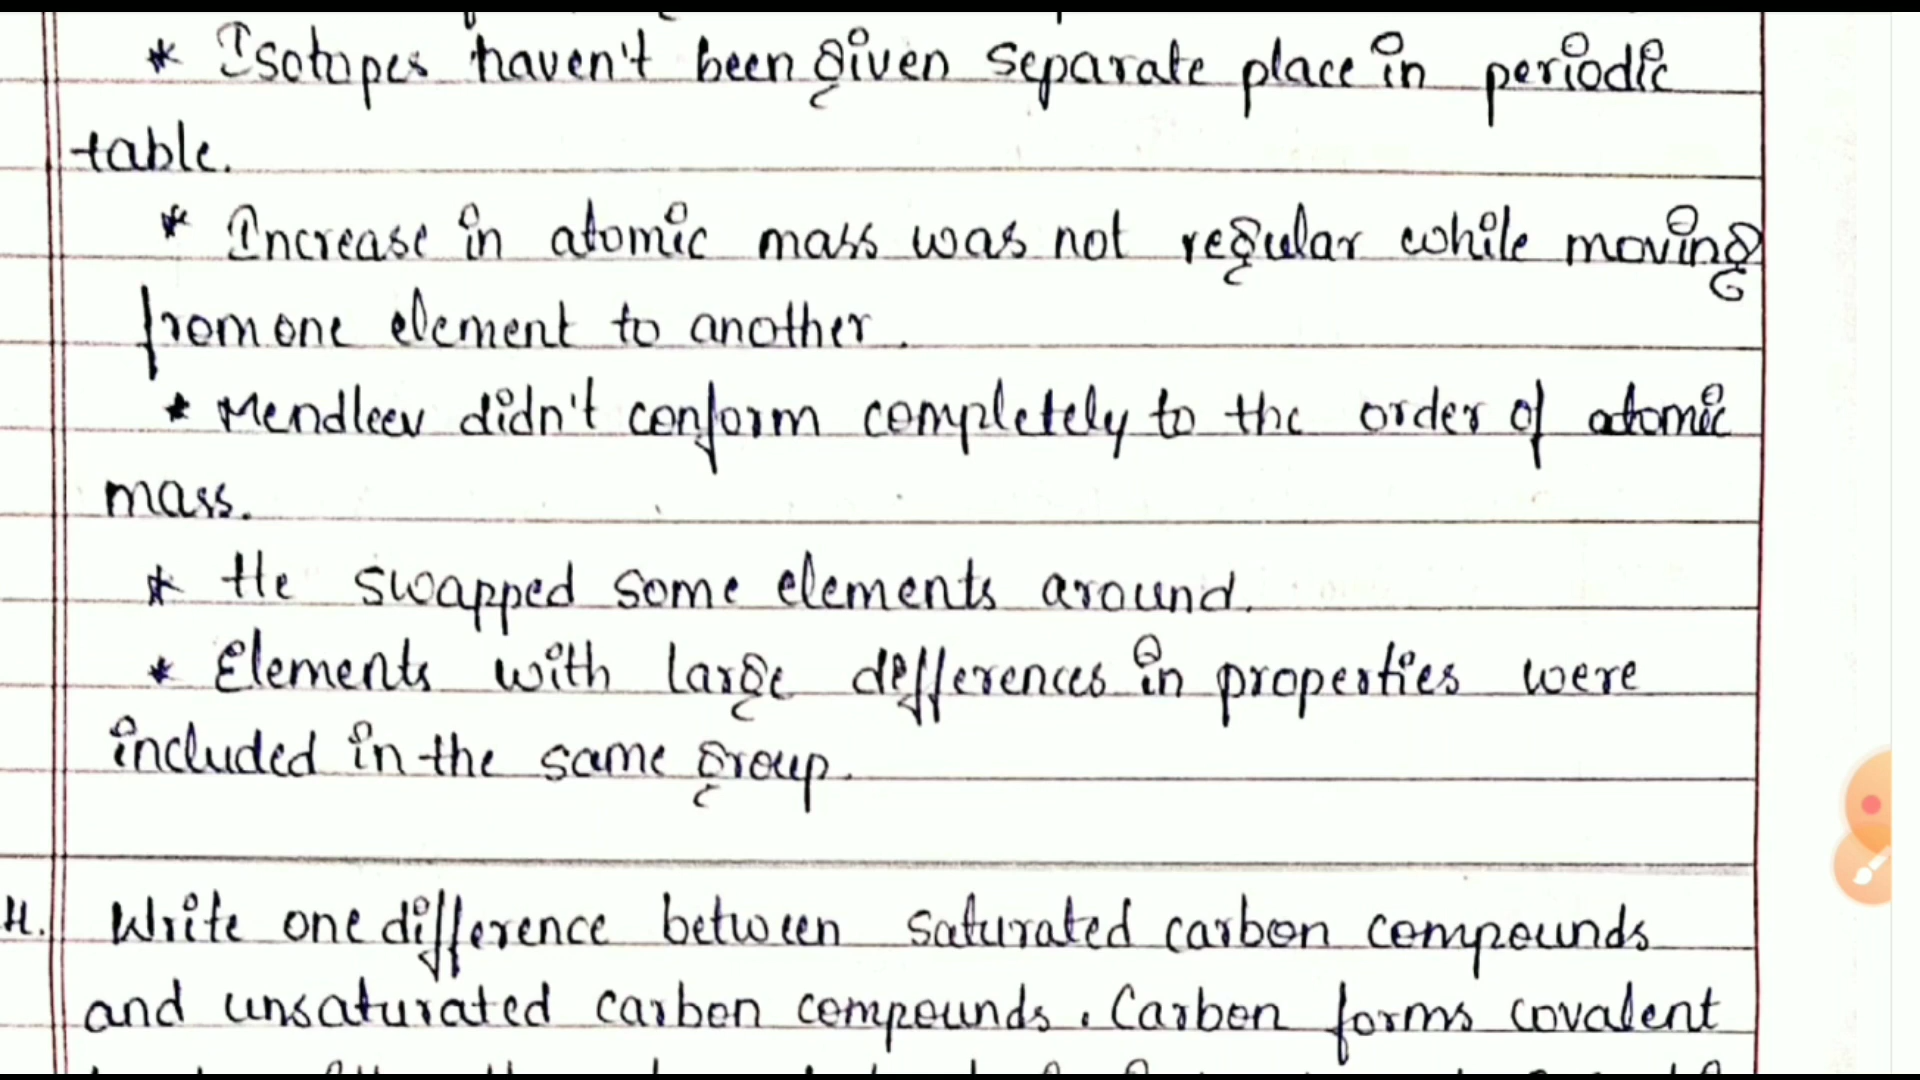 * Isotopes haven't been given separate place in periodic
table.
* Increase in atomic mass was not regular while moving
from one element to another.
* Mendleev didn't conform completely to the order of atomic
mass.
* He swapped some elements around.
* Elements with large differences in properties were
included in the same group.
H. Write one difference between saturated carbon compounds
and unsaturated carbon compounds. Carbon forms covalent